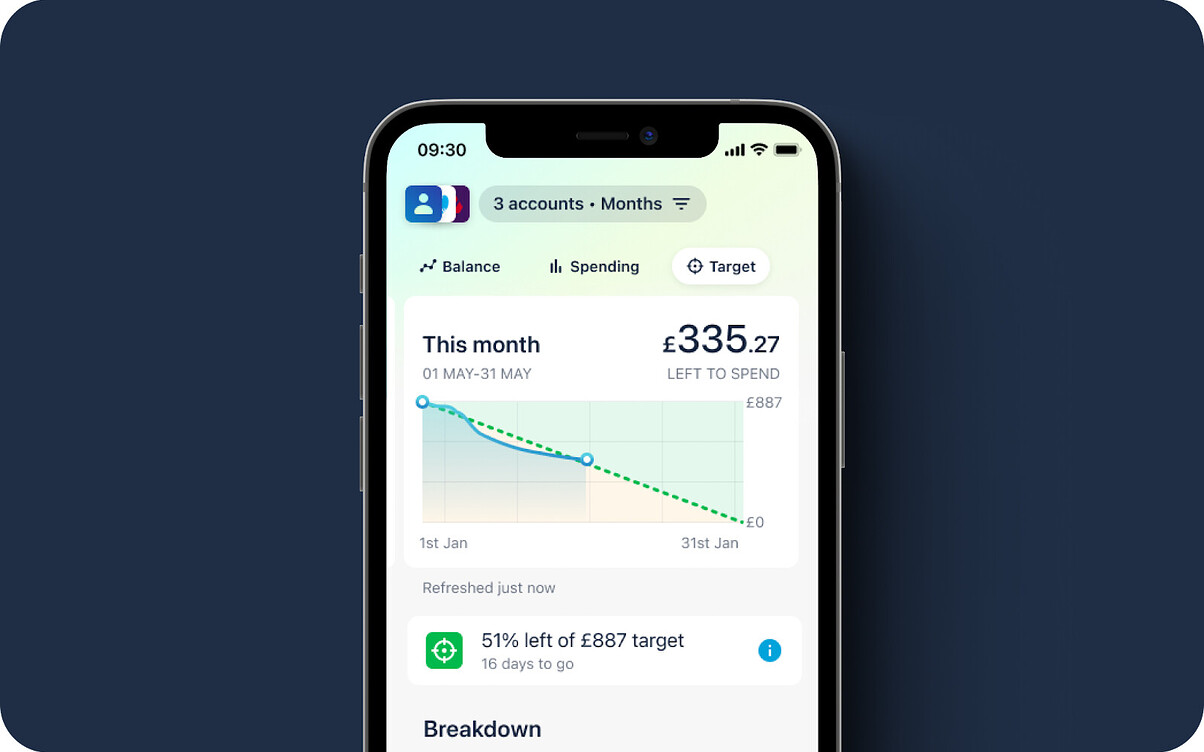 09:30
3 accounts • Months
Balance
Spending
Target
This month
£335.27
01 MAY-31 MAY
LEFT TO SPEND
£887
£0
1st Jan
31st Jan
Refreshed just now
51% left of £887 target
16 days to go
Breakdown